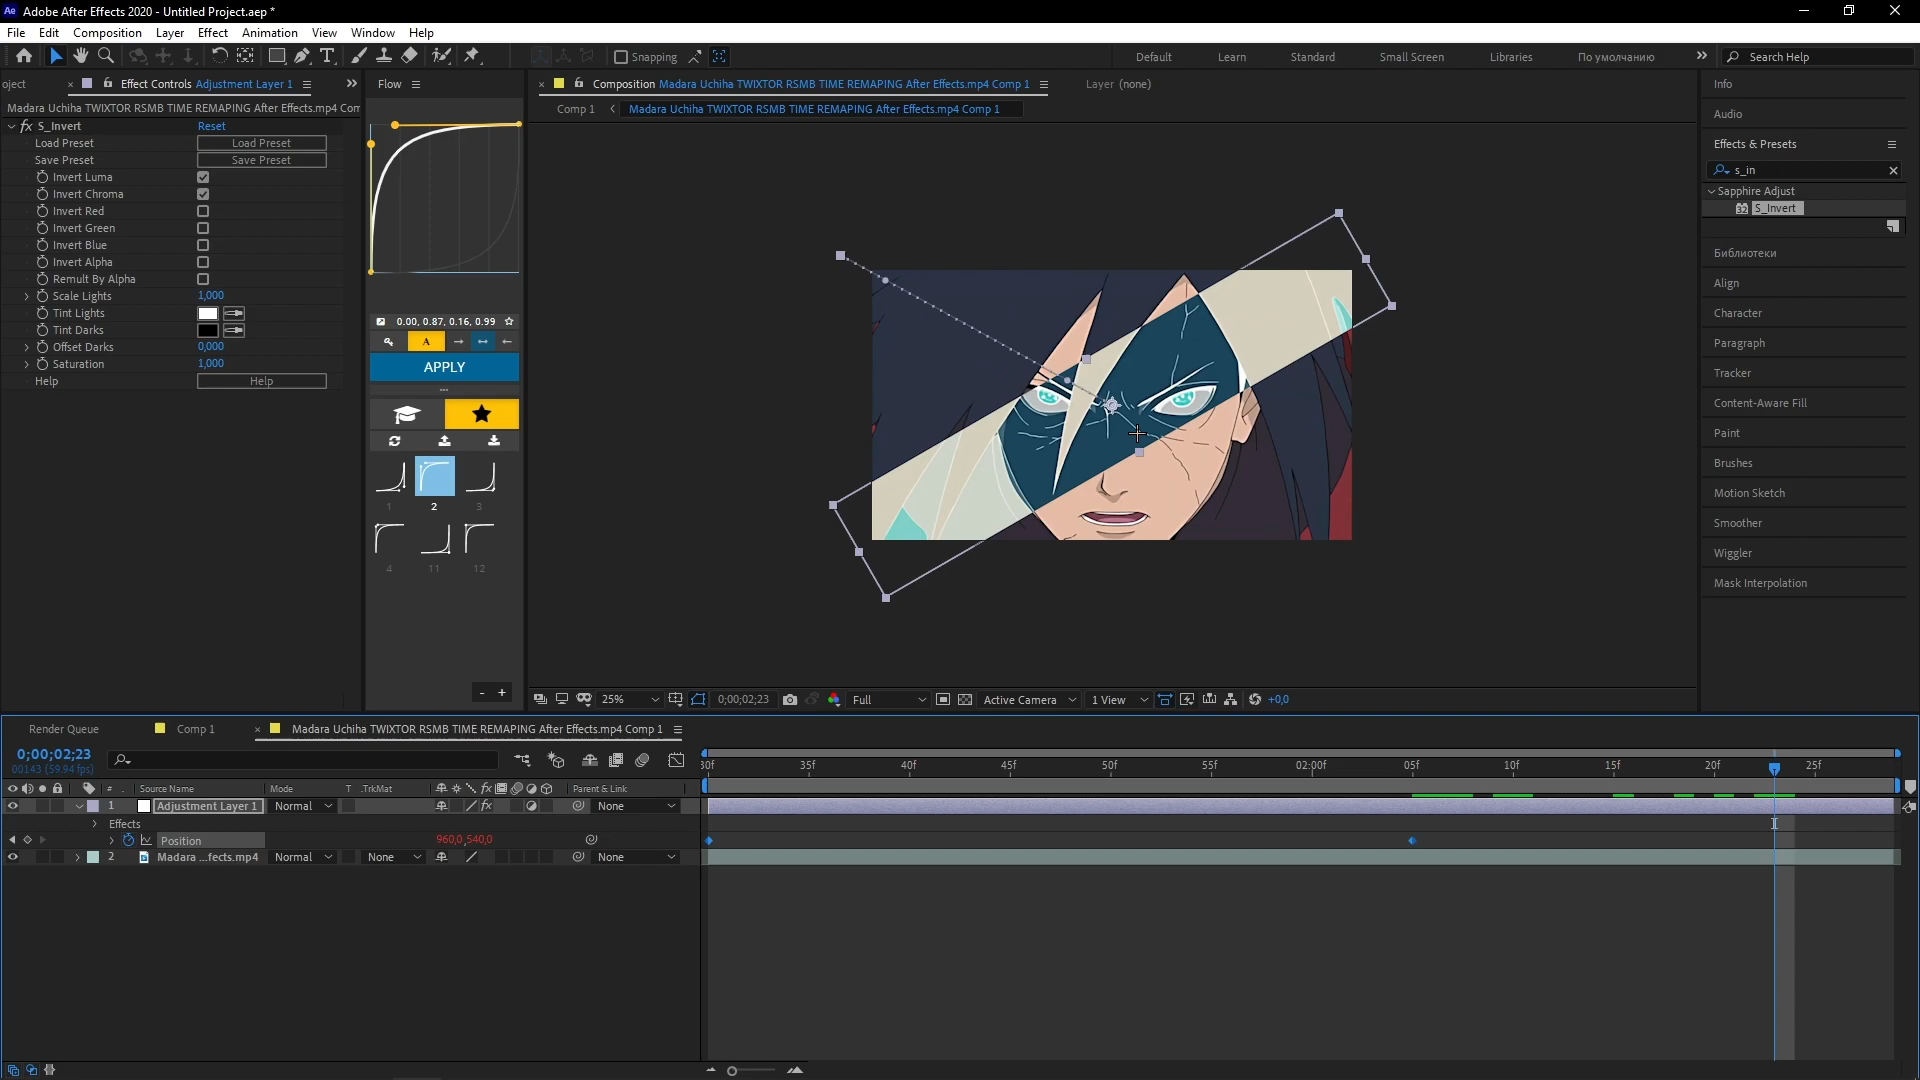 Ae Adobe After Effects 2020 - Untitled Project.aep *
File Edit Composition Layer Effect Animation View Window Help
Snapping
Default Learn Standard Small Screen Libraries По умолчанию
Search Help
oject
Effect Controls Adjustment Layer 1
Madara Uchiha TWIXTOR RSMB TIME REMAPING After Effects.mp4 Com
fx S_Invert Reset
Load Preset Load Preset
Save Preset Save Preset
Invert Luma
Invert Chroma
Invert Red
Invert Green
Invert Blue
Invert Alpha
Remult By Alpha
Scale Lights 1,000
Tint Lights
Tint Darks
Offset Darks 0,000
Saturation 1,000
Help Help
Flow
0.00, 0.87, 0.16, 0.99
A
APPLY
1 2 3
4 11 12
- +
Composition Madara Uchiha TWIXTOR RSMB TIME REMAPING After Effects.mp4 Comp 1
Layer (none)
Comp 1 Madara Uchiha TWIXTOR RSMB TIME REMAPING After Effects.mp4 Comp 1
25% 0;00;02;23 Full Active Camera 1 View +0,0
Info
Audio
Effects & Presets
s_in
Sapphire Adjust
32 S_Invert
Библиотеки
Align
Character
Paragraph
Tracker
Content-Aware Fill
Paint
Brushes
Motion Sketch
Smoother
Wiggler
Mask Interpolation
Render Queue Comp 1 Madara Uchiha TWIXTOR RSMB TIME REMAPING After Effects.mp4 Comp 1
0;00;02;23
00143 (59.94 fps)
:30f 35f 40f 45f 50f 55f 02:00f 05f 10f 15f 20f 25f
# Source Name Mode T .TrkMat fx Parent & Link
1 Adjustment Layer 1 Normal fx None
Effects
Position 960,0,540,0
2 Madara ...fects.mp4 Normal None None